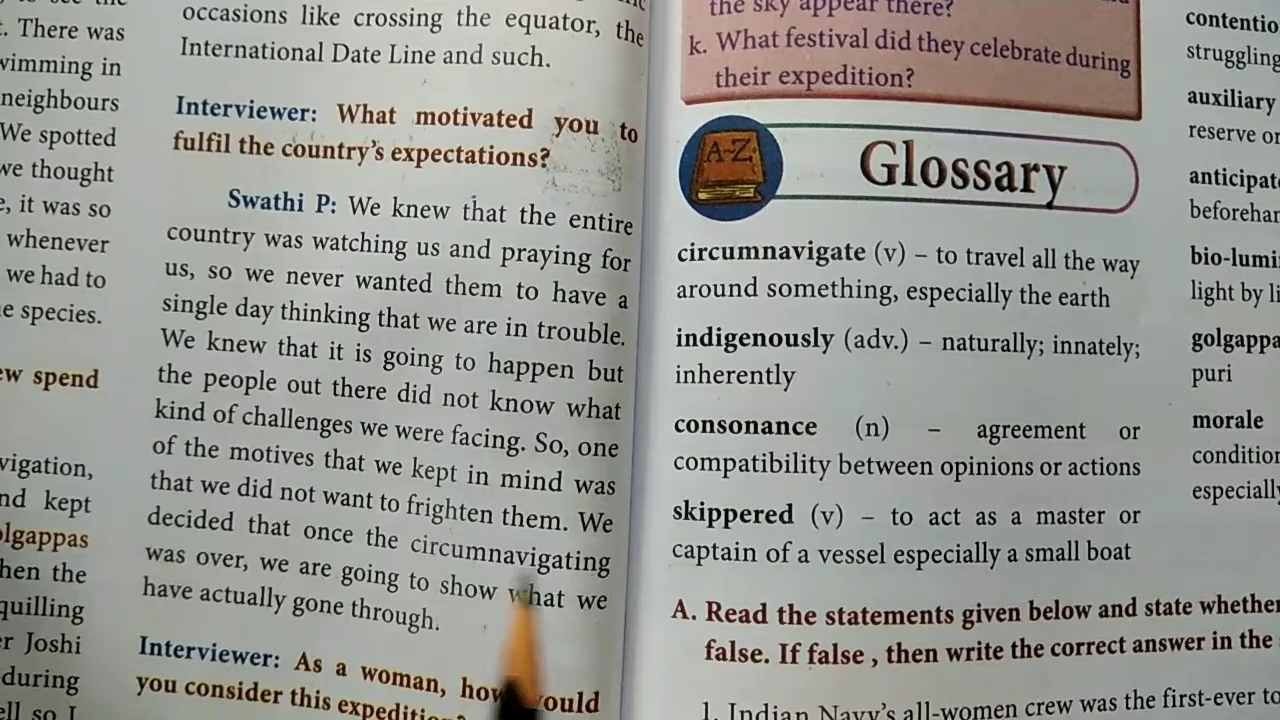 . There was
wimming in
neighbours
We spotted
we thought
e, it was so
whenever
we had to
e species.
ew spend
vigation,
nd kept
olgappas
hen the
quilling
er Joshi
during
ell so I
occasions like crossing the equator, the
International Date Line and such.
Interviewer: What motivated you to
fulfil the country's expectations?
Swathi P: We knew that the entire
country was watching us and praying for
us, so we never wanted them to have a
single day thinking that we are in trouble.
We knew that it is going to happen but
the people out there did not know what
kind of challenges we were facing. So, one
of the motives that we kept in mind was
that we did not want to frighten them. We
decided that once the circumnavigating
was over, we are going to show what we
have actually gone through.
Interviewer: As a woman, how would
you consider this expedition?
the sky appear there?
k. What festival did they celebrate during
their expedition?
A-Z
Glossary
circumnavigate (v) – to travel all the way
around something, especially the earth
indigenously (adv.) – naturally; innately;
inherently
consonance (n) – agreement or
compatibility between opinions or actions
skippered (v) – to act as a master or
captain of a vessel especially a small boat
A. Read the statements given below and state whether
false. If false , then write the correct answer in the
1. Indian Navy's all-women crew was the first-ever to
contentio
struggling
auxiliary
reserve or
anticipat
beforehan
bio-lumi
light by li
golgappa
puri
morale
condition
especially